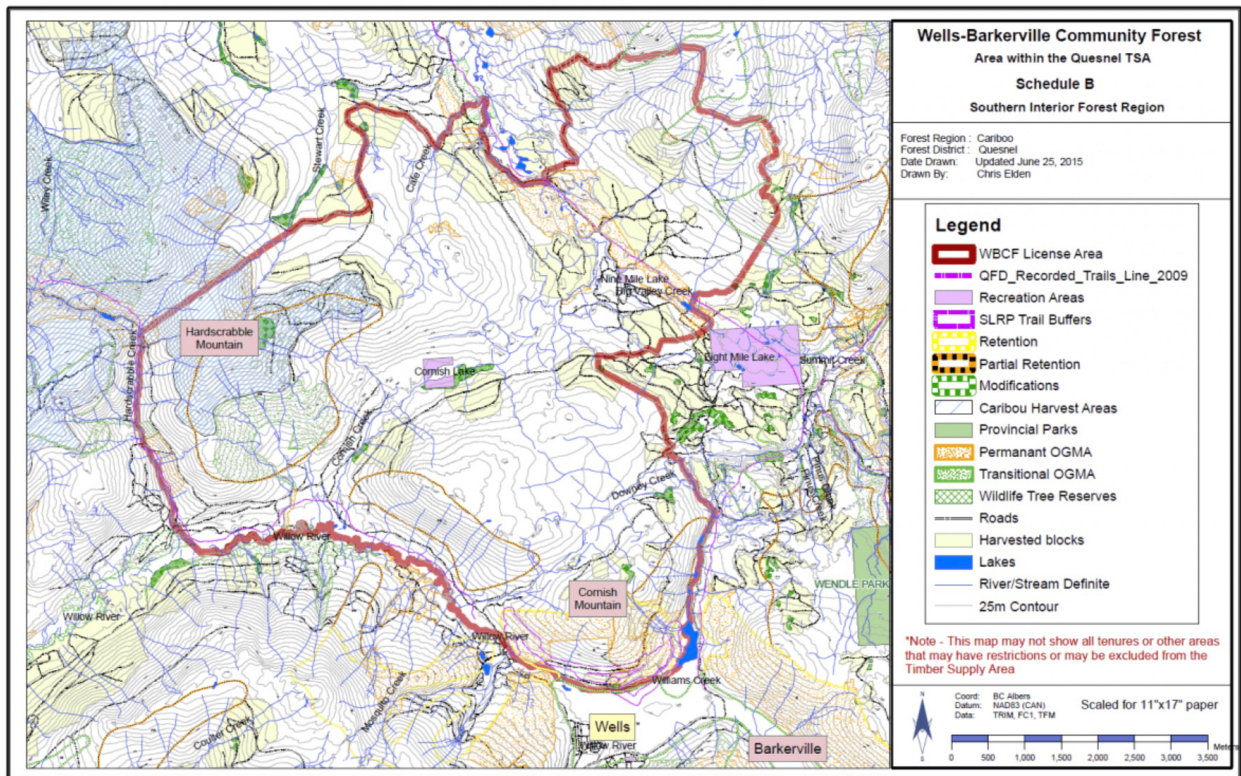 Wells-Barkerville Community Forest
Area within the Quesnel TSA
Schedule B
Southern Interior Forest Region
Forest Region : Cariboo
Forest District : Quesnel
Date Drawn: Updated June 25, 2015
Drawn By: Chris Elden
Legend
WBCF License Area
QFD_Recorded_Trails_Line_2009
Recreation Areas
SLRP Trail Buffers
Retention
Partial Retention
Modifications
Caribou Harvest Areas
Provincial Parks
Permanant OGMA
Transitional OGMA
Wildlife Tree Reserves
Roads
Harvested blocks
Lakes
River/Stream Definite
25m Contour
*Note - This map may not show all tenures or other areas
that may have restrictions or may be excluded from the
Timber Supply Area
N
S
Coord: BC Albers
Datum: NAD83 (CAN)
Data: TRIM, FC1, TFM
Scaled for 11"x17" paper
Meters
0 500 1,000 1,500 2,000 2,500 3,000 3,500
Stewart Creek
Cafe Creek
Wiley Creek
Nine Mile Lake
Big Valley Creek
Hardscrabble
Mountain
Hardscrabble Creek
Cornish Lake
Eight Mile Lake
Summit Creek
Cornish Creek
Downey Creek
Willow River
WENDLE PARK
Cornish
Mountain
Willow River
Willow River
Williams Creek
Mosquito Creek
Coulter Creek
Wells
Willow River
Barkerville